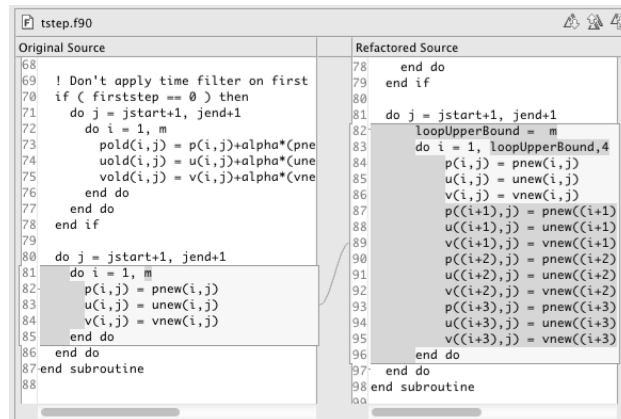 tstep.f90
Original Source
68
69 ! Don't apply time filter on first
70 if ( firststep == 0 ) then
71 do j = jstart+1, jend+1
72 do i = 1, m
73 pold(i,j) = p(i,j)+alpha*(pne
74 uold(i,j) = u(i,j)+alpha*(une
75 vold(i,j) = v(i,j)+alpha*(vne
76 end do
77 end do
78 end if
79
80 do j = jstart+1, jend+1
81 do i = 1, m
82 p(i,j) = pnew(i,j)
83 u(i,j) = unew(i,j)
84 v(i,j) = vnew(i,j)
85 end do
86 end do
87 end subroutine
88
Refactored Source
78 end do
79 end if
80
81 do j = jstart+1, jend+1
82 loopUpperBound = m
83 do i = 1, loopUpperBound,4
84 p(i,j) = pnew(i,j)
85 u(i,j) = unew(i,j)
86 v(i,j) = vnew(i,j)
87 p((i+1),j) = pnew((i+1)
88 u((i+1),j) = unew((i+1)
89 v((i+1),j) = vnew((i+1)
90 p((i+2),j) = pnew((i+2)
91 u((i+2),j) = unew((i+2)
92 v((i+2),j) = vnew((i+2)
93 p((i+3),j) = pnew((i+3)
94 u((i+3),j) = unew((i+3)
95 v((i+3),j) = vnew((i+3)
96 end do
97 end do
98 end subroutine
99